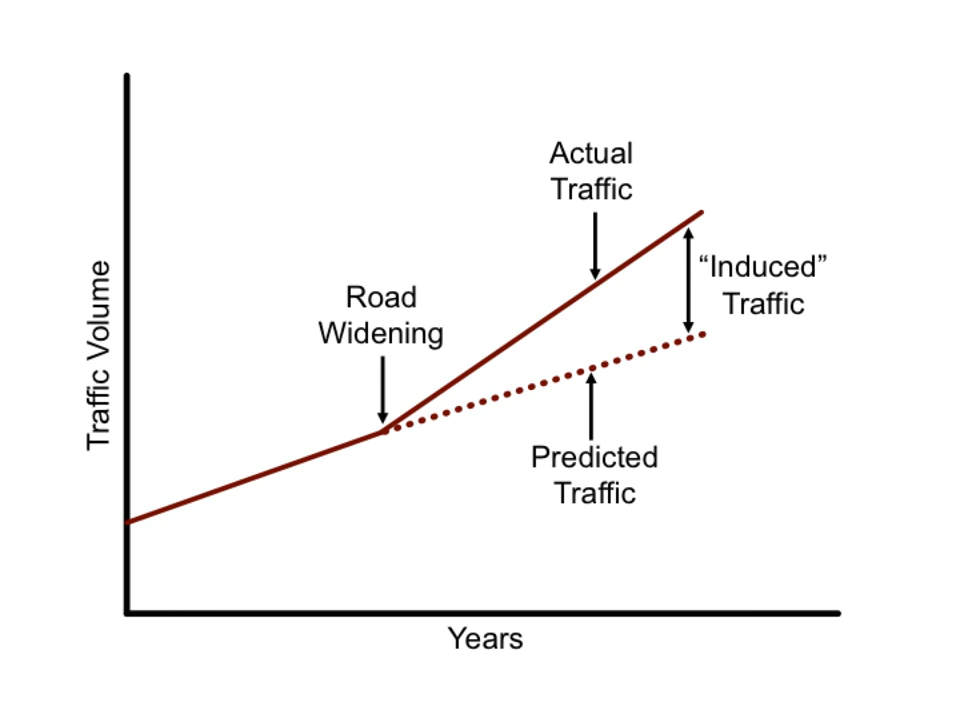 Actual
Traffic
“Induced”
Traffic
Road
Widening
Predicted
Traffic
Traffic Volume
Years